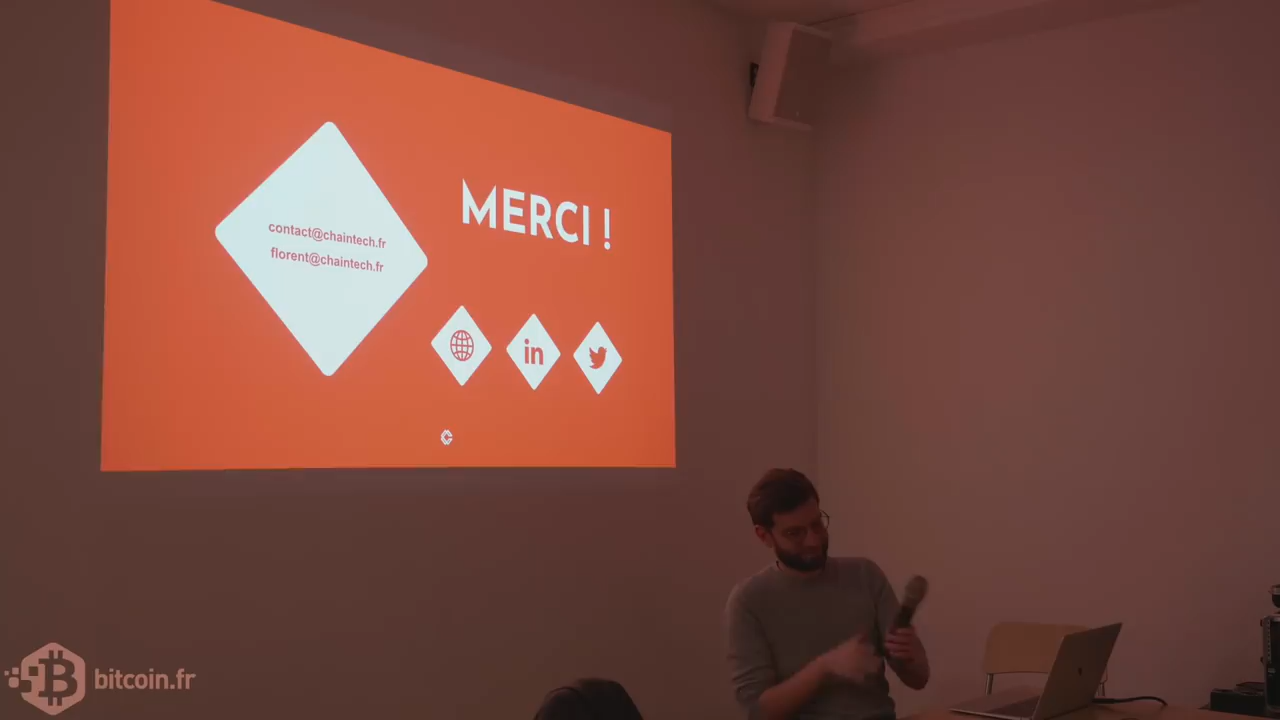 MERCI !
contact@chaintech.fr
florent@chaintech.fr
in
bitcoin.fr